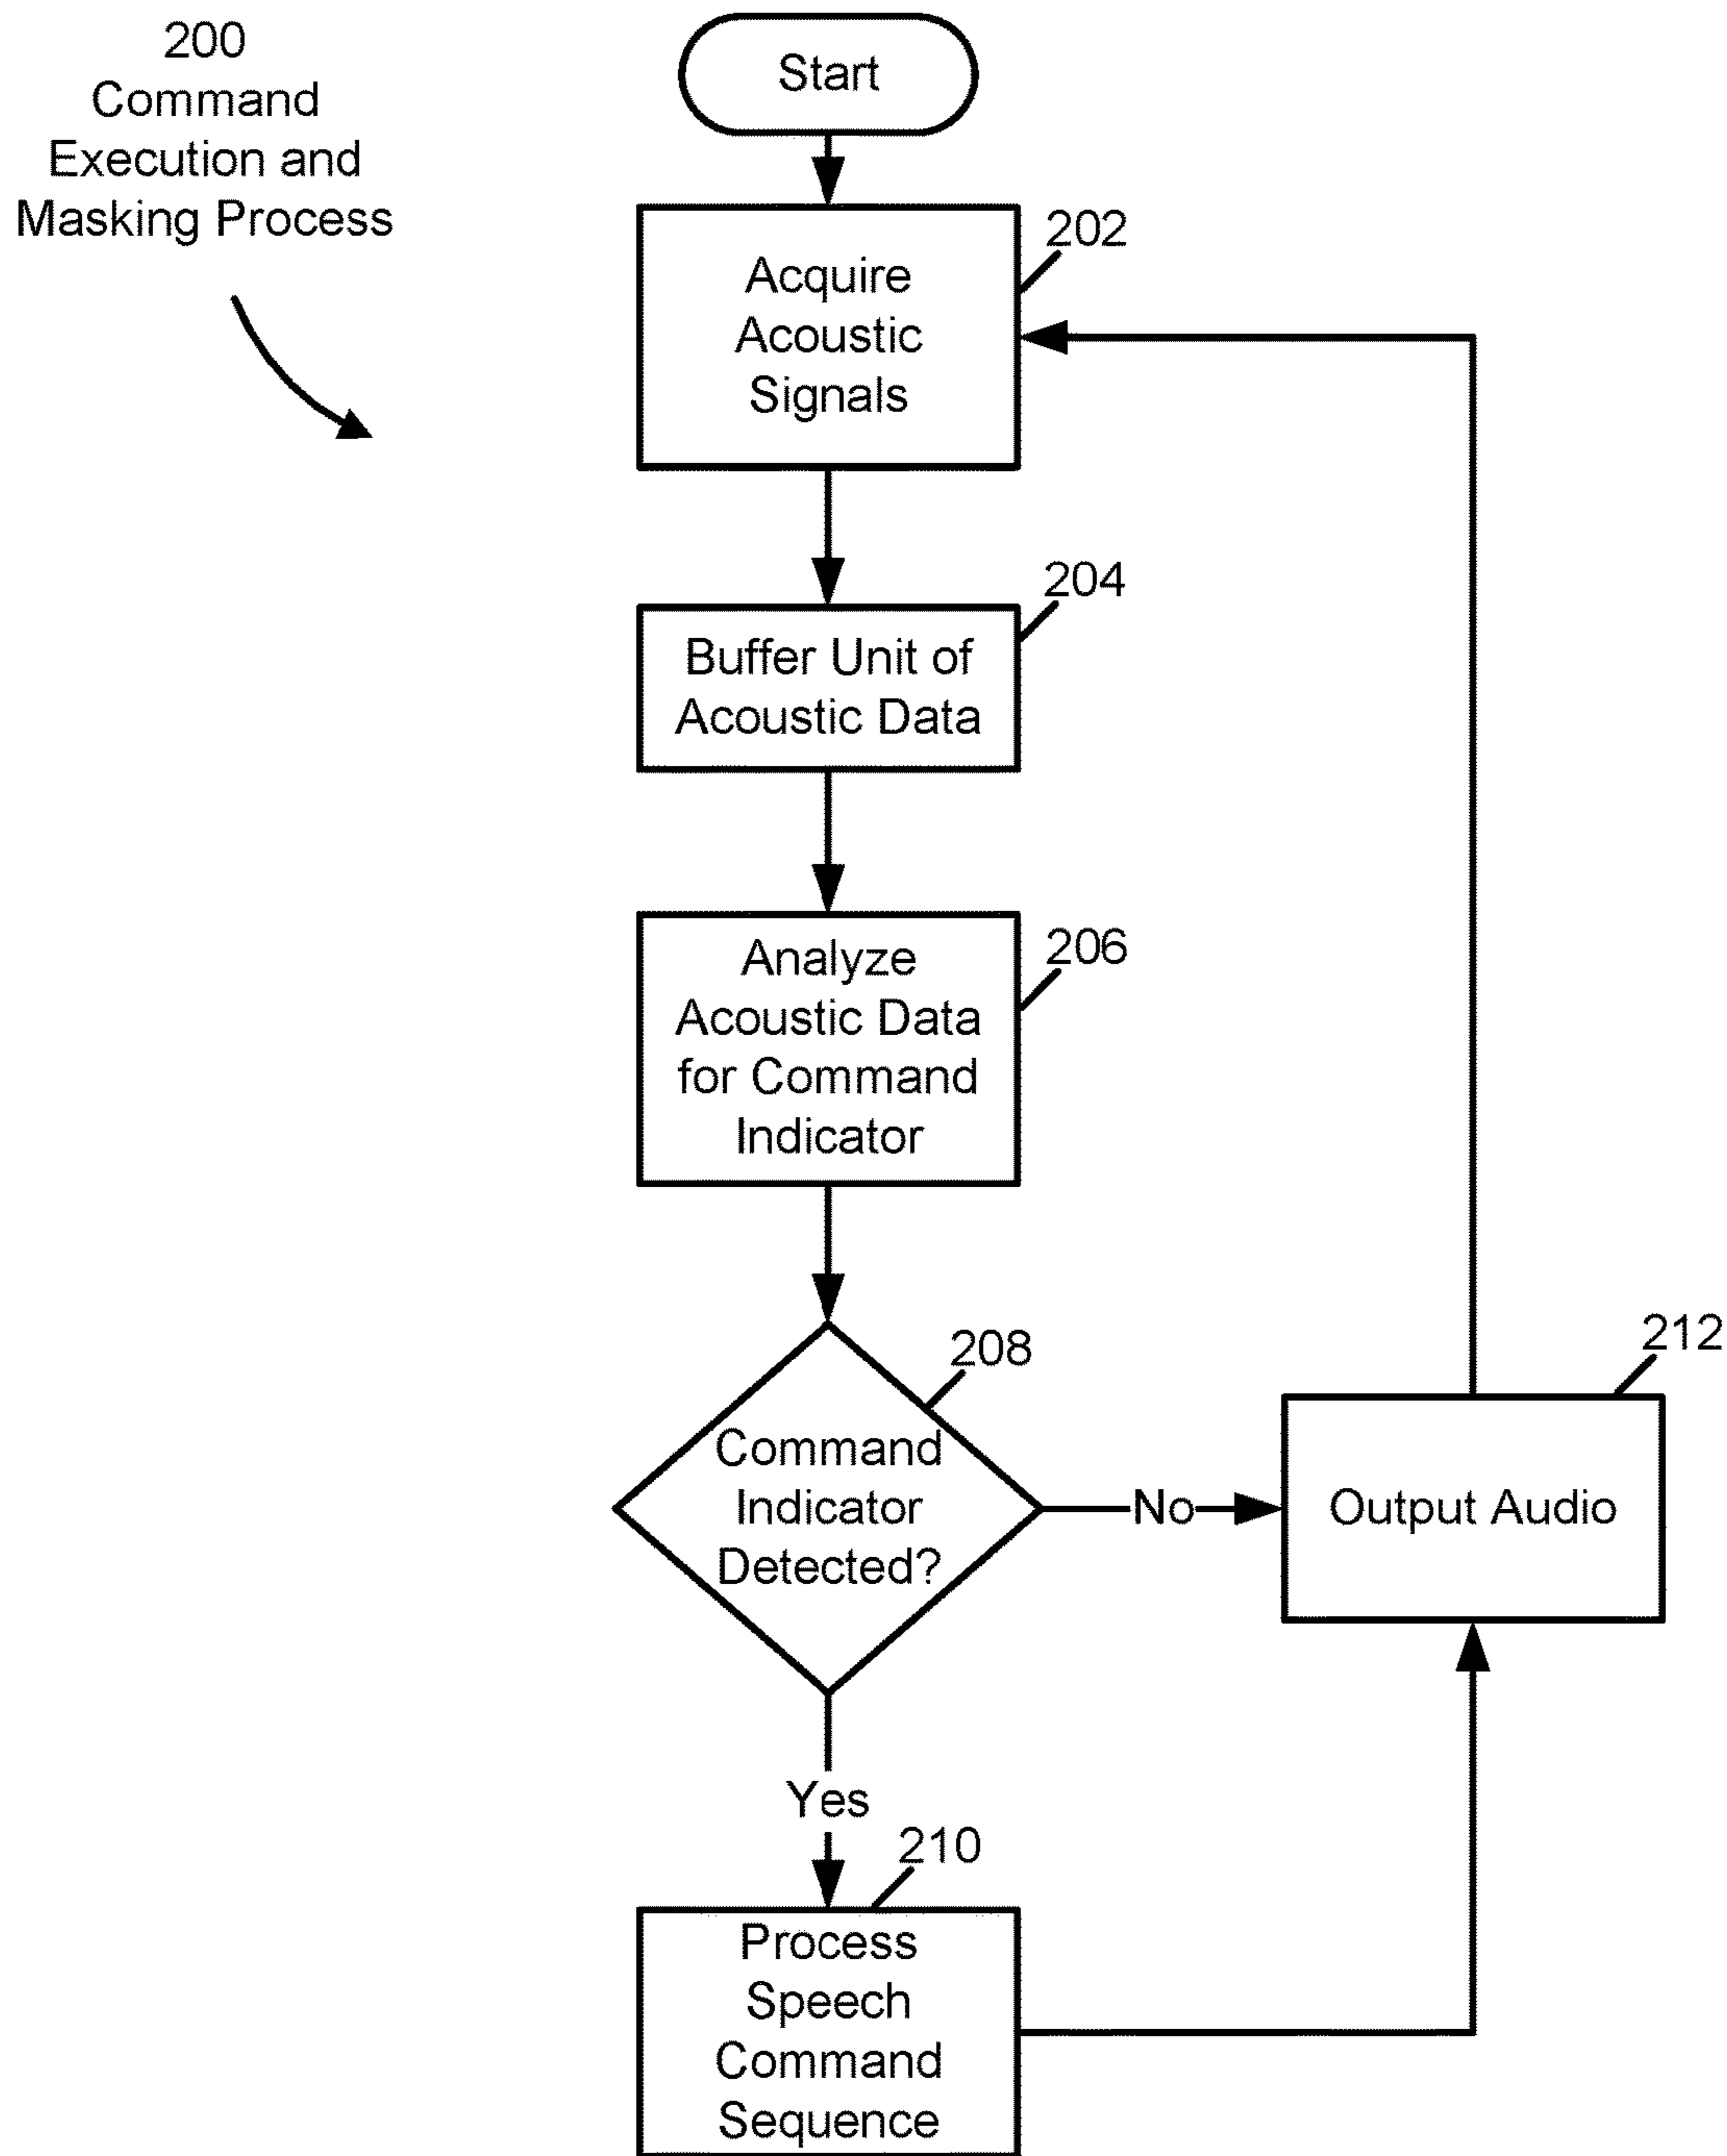 200
Command
Execution and
Masking Process
Start
202
Acquire
Acoustic
Signals
204
Buffer Unit of
Acoustic Data
206
Analyze
Acoustic Data
for Command
Indicator
208
Command
Indicator
Detected?
No
212
Output Audio
Yes
210
Process
Speech
Command
Sequence